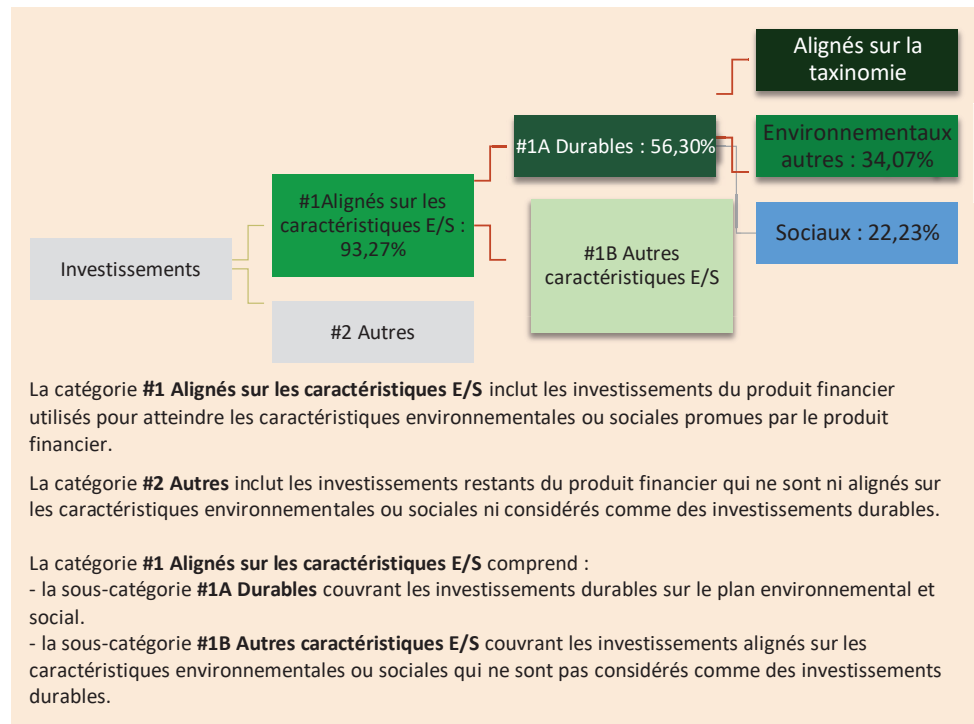 Alignés sur la
taxinomie
#1A Durables : 56,30%
Environnementaux
autres : 34,07%
#1Alignés sur les
caractéristiques E/S :
93,27%
Sociaux : 22,23%
Investissements
#1B Autres
caractéristiques E/S
#2 Autres
La catégorie #1 Alignés sur les caractéristiques E/S inclut les investissements du produit financier
utilisés pour atteindre les caractéristiques environnementales ou sociales promues par le produit
financier.
La catégorie #2 Autres inclut les investissements restants du produit financier qui ne sont ni alignés sur
les caractéristiques environnementales ou sociales ni considérés comme des investissements durables.
La catégorie #1 Alignés sur les caractéristiques E/S comprend :
- la sous-catégorie #1A Durables couvrant les investissements durables sur le plan environnemental et
social.
- la sous-catégorie #1B Autres caractéristiques E/S couvrant les investissements alignés sur les
caractéristiques environnementales ou sociales qui ne sont pas considérés comme des investissements
durables.